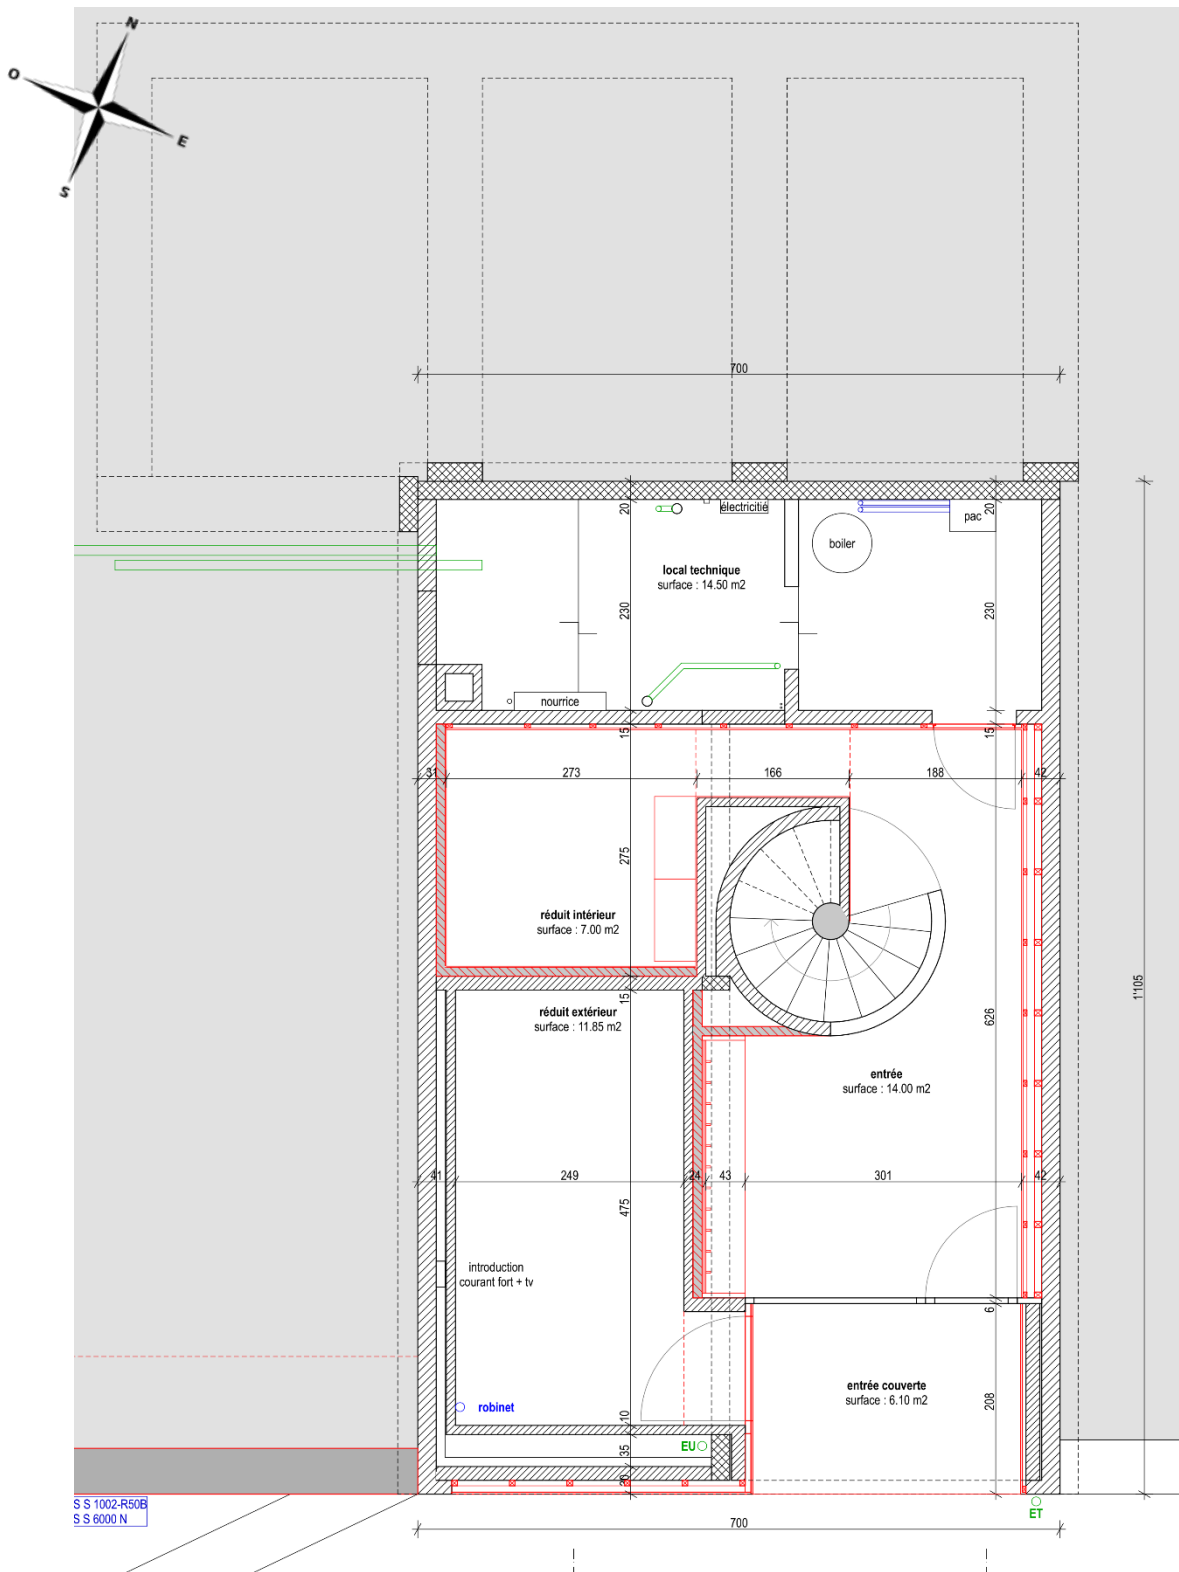 N
O
E
S
700
20
électricitié
20
pac
boiler
local technique
surface : 14.50 m2
230
230
nourrice
15
15
31
273
166
188
42
275
réduit intérieur
surface : 7.00 m2
15
réduit extérieur
surface : 11.85 m2
626
1'105
entrée
surface : 14.00 m2
41
249
24
43
301
42
475
introduction
courant fort + tv
6
entrée couverte
surface : 6.10 m2
208
robinet
10
EU
35
20
S S 1002-R50B
S S 6000 N
ET
700